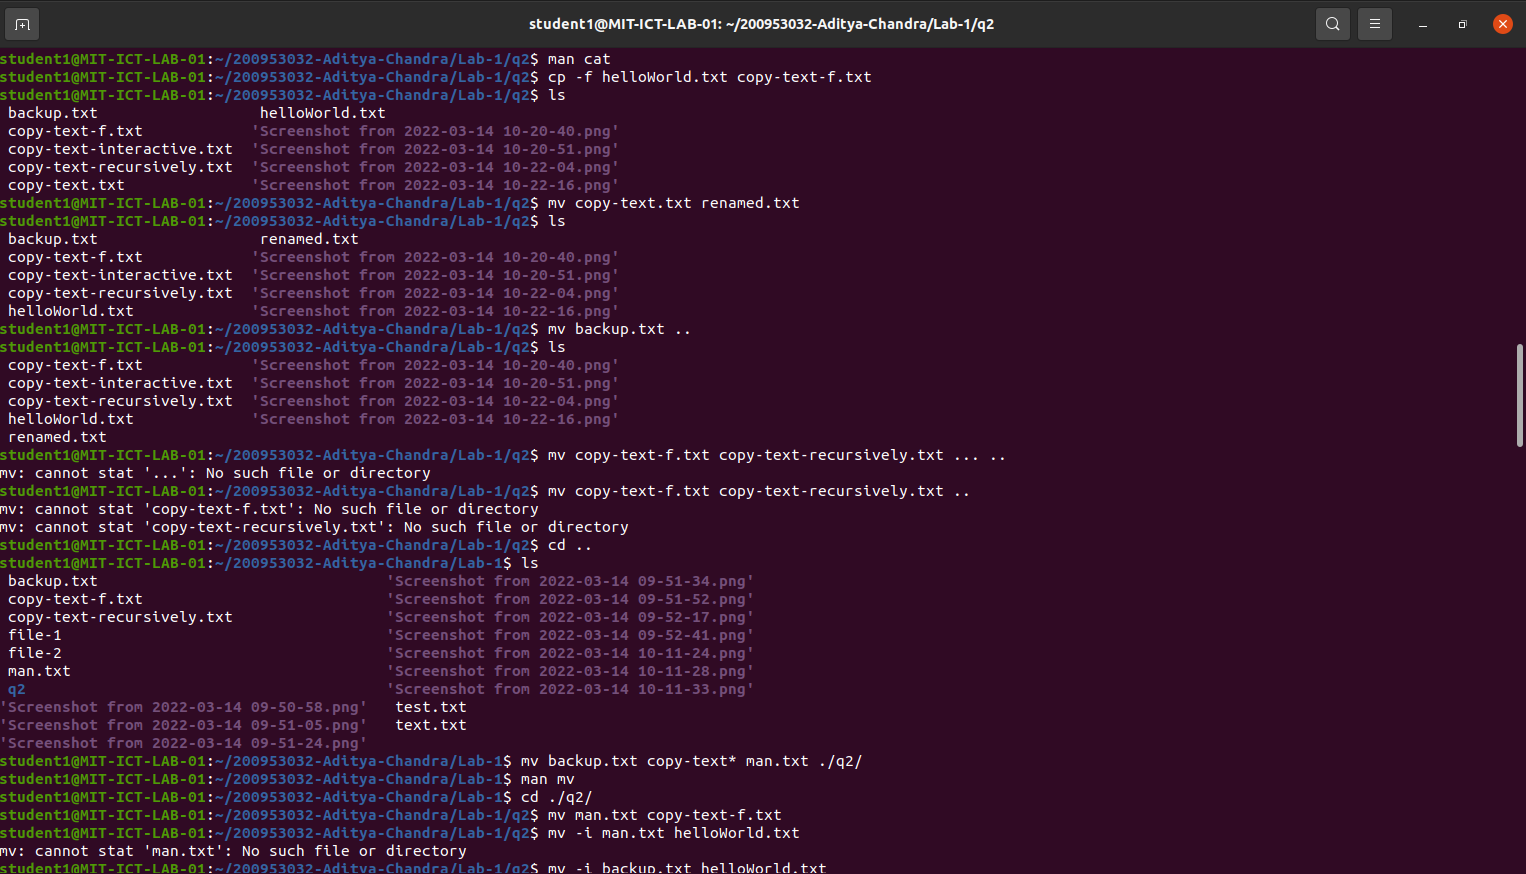 student1@MIT-ICT-LAB-01: ~/200953032-Aditya-Chandra/Lab-1/q2
student1@MIT-ICT-LAB-01:~/200953032-Aditya-Chandra/Lab-1/q2$ man cat
student1@MIT-ICT-LAB-01:~/200953032-Aditya-Chandra/Lab-1/q2$ cp -f helloWorld.txt copy-text-f.txt
student1@MIT-ICT-LAB-01:~/200953032-Aditya-Chandra/Lab-1/q2$ ls
backup.txt                  helloWorld.txt
copy-text-f.txt            'Screenshot from 2022-03-14 10-20-40.png'
copy-text-interactive.txt  'Screenshot from 2022-03-14 10-20-51.png'
copy-text-recursively.txt  'Screenshot from 2022-03-14 10-22-04.png'
copy-text.txt              'Screenshot from 2022-03-14 10-22-16.png'
student1@MIT-ICT-LAB-01:~/200953032-Aditya-Chandra/Lab-1/q2$ mv copy-text.txt renamed.txt
student1@MIT-ICT-LAB-01:~/200953032-Aditya-Chandra/Lab-1/q2$ ls
backup.txt                  renamed.txt
copy-text-f.txt            'Screenshot from 2022-03-14 10-20-40.png'
copy-text-interactive.txt  'Screenshot from 2022-03-14 10-20-51.png'
copy-text-recursively.txt  'Screenshot from 2022-03-14 10-22-04.png'
helloWorld.txt             'Screenshot from 2022-03-14 10-22-16.png'
student1@MIT-ICT-LAB-01:~/200953032-Aditya-Chandra/Lab-1/q2$ mv backup.txt ..
student1@MIT-ICT-LAB-01:~/200953032-Aditya-Chandra/Lab-1/q2$ ls
copy-text-f.txt            'Screenshot from 2022-03-14 10-20-40.png'
copy-text-interactive.txt  'Screenshot from 2022-03-14 10-20-51.png'
copy-text-recursively.txt  'Screenshot from 2022-03-14 10-22-04.png'
helloWorld.txt             'Screenshot from 2022-03-14 10-22-16.png'
renamed.txt
student1@MIT-ICT-LAB-01:~/200953032-Aditya-Chandra/Lab-1/q2$ mv copy-text-f.txt copy-text-recursively.txt ... ..
mv: cannot stat '...': No such file or directory
student1@MIT-ICT-LAB-01:~/200953032-Aditya-Chandra/Lab-1/q2$ mv copy-text-f.txt copy-text-recursively.txt ..
mv: cannot stat 'copy-text-f.txt': No such file or directory
mv: cannot stat 'copy-text-recursively.txt': No such file or directory
student1@MIT-ICT-LAB-01:~/200953032-Aditya-Chandra/Lab-1/q2$ cd ..
student1@MIT-ICT-LAB-01:~/200953032-Aditya-Chandra/Lab-1$ ls
backup.txt                                'Screenshot from 2022-03-14 09-51-34.png'
copy-text-f.txt                           'Screenshot from 2022-03-14 09-51-52.png'
copy-text-recursively.txt                 'Screenshot from 2022-03-14 09-52-17.png'
file-1                                    'Screenshot from 2022-03-14 09-52-41.png'
file-2                                    'Screenshot from 2022-03-14 10-11-24.png'
man.txt                                   'Screenshot from 2022-03-14 10-11-28.png'
q2                                        'Screenshot from 2022-03-14 10-11-33.png'
'Screenshot from 2022-03-14 09-50-58.png'   test.txt
'Screenshot from 2022-03-14 09-51-05.png'   text.txt
'Screenshot from 2022-03-14 09-51-24.png'
student1@MIT-ICT-LAB-01:~/200953032-Aditya-Chandra/Lab-1$ mv backup.txt copy-text* man.txt ./q2/
student1@MIT-ICT-LAB-01:~/200953032-Aditya-Chandra/Lab-1$ man mv
student1@MIT-ICT-LAB-01:~/200953032-Aditya-Chandra/Lab-1$ cd ./q2/
student1@MIT-ICT-LAB-01:~/200953032-Aditya-Chandra/Lab-1/q2$ mv man.txt copy-text-f.txt
student1@MIT-ICT-LAB-01:~/200953032-Aditya-Chandra/Lab-1/q2$ mv -i man.txt helloWorld.txt
mv: cannot stat 'man.txt': No such file or directory
student1@MIT-ICT-LAB-01:~/200953032-Aditya-Chandra/Lab-1/q2$ mv -i backup.txt helloWorld.txt